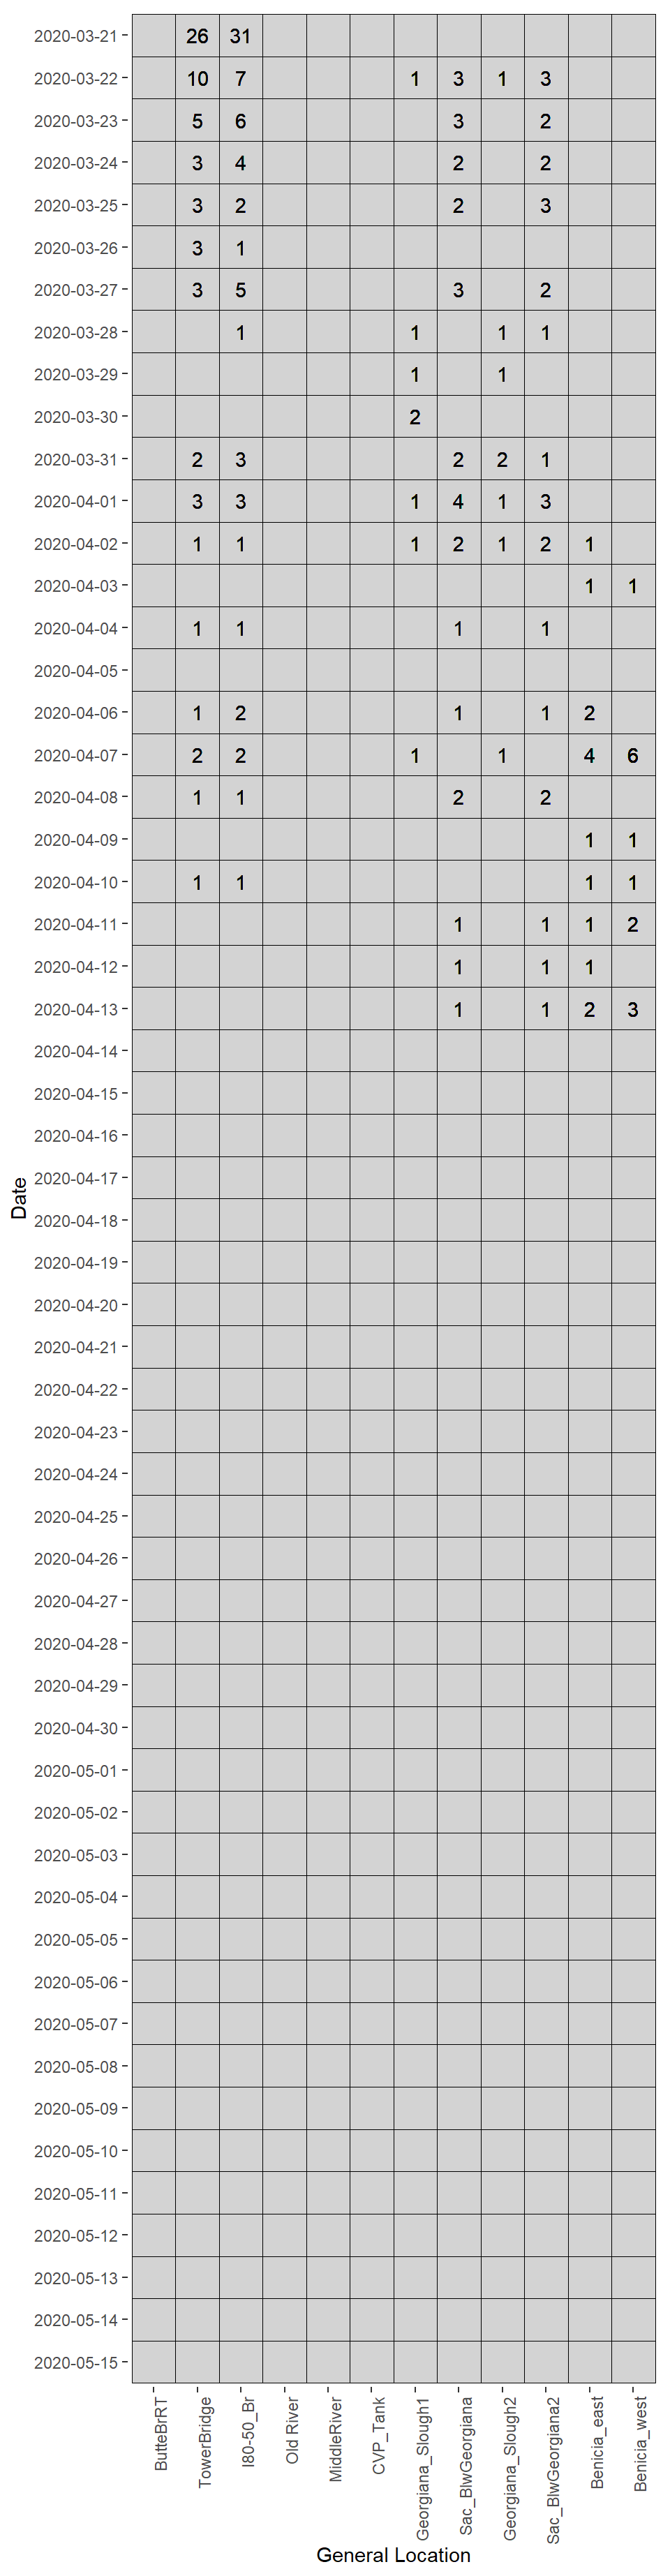 2020-03-21 26 31
2020-03-22 10 7 1 3 1 3
2020-03-23 5 6 3 2
2020-03-24 3 4 2 2
2020-03-25 3 2 2 3
2020-03-26 3 1
2020-03-27 3 5 3 2
2020-03-28 1 1 1 1
2020-03-29 1 1
2020-03-30 2
2020-03-31 2 3 2 2 1
2020-04-01 3 3 1 4 1 3
2020-04-02 1 1 1 2 1 2 1
2020-04-03 1 1
2020-04-04 1 1 1 1
2020-04-05
2020-04-06 1 2 1 1 2
2020-04-07 2 2 1 1 4 6
2020-04-08 1 1 2 2
2020-04-09 1 1
2020-04-10 1 1 1 1
2020-04-11 1 1 1 2
2020-04-12 1 1 1
2020-04-13 1 1 2 3
2020-04-14
2020-04-15
2020-04-16
2020-04-17
2020-04-18
2020-04-19
2020-04-20
2020-04-21
2020-04-22
2020-04-23
2020-04-24
2020-04-25
2020-04-26
2020-04-27
2020-04-28
2020-04-29
2020-04-30
2020-05-01
2020-05-02
2020-05-03
2020-05-04
2020-05-05
2020-05-06
2020-05-07
2020-05-08
2020-05-09
2020-05-10
2020-05-11
2020-05-12
2020-05-13
2020-05-14
2020-05-15
Date
ButteBrRT
TowerBridge
I80-50_Br
Old River
MiddleRiver
CVP_Tank
Georgiana_Slough1
Sac_BlwGeorgiana
Georgiana_Slough2
Sac_BlwGeorgiana2
Benicia_east
Benicia_west
General Location